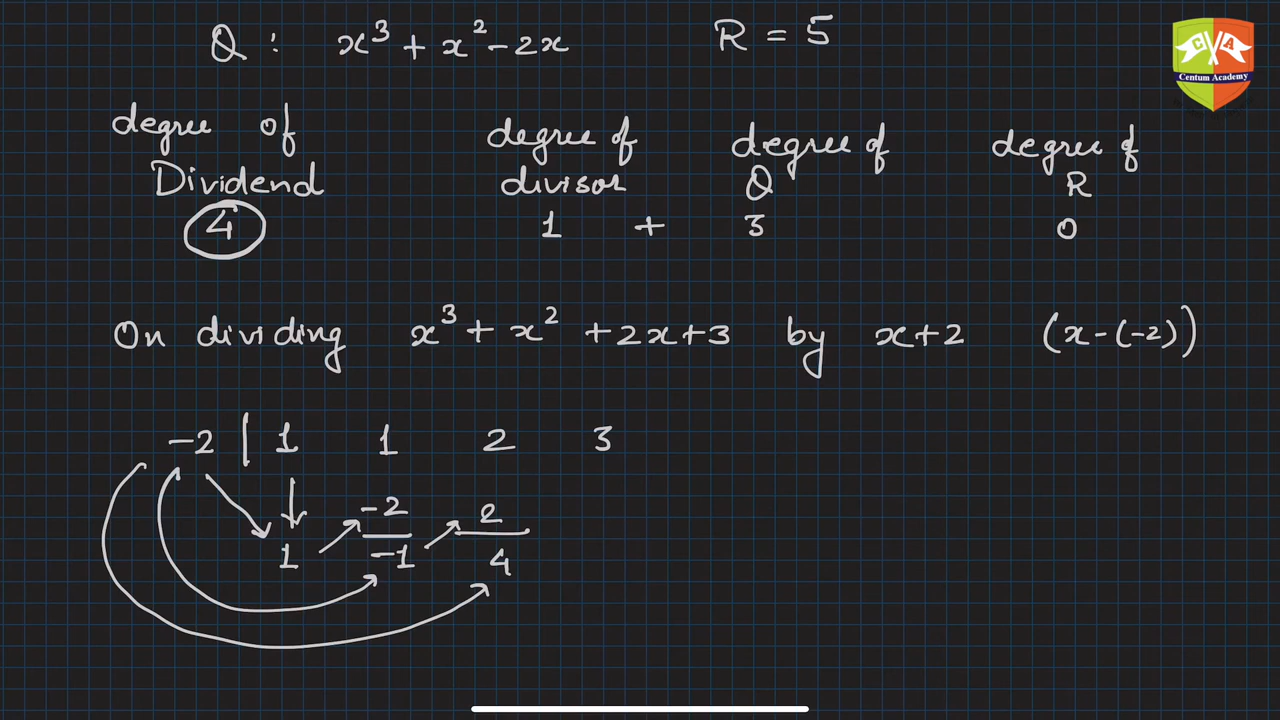 Q : x³ + x² - 2x R = 5
C A
Centum Academy
degree of Dividend
4
degree of divisor
1
+
degree of Q
3
degree of R
0
On dividing x³ + x² + 2x + 3 by x + 2 (x - (-2))
-2 | 1 1 2 3
-2 2
1 -1 4